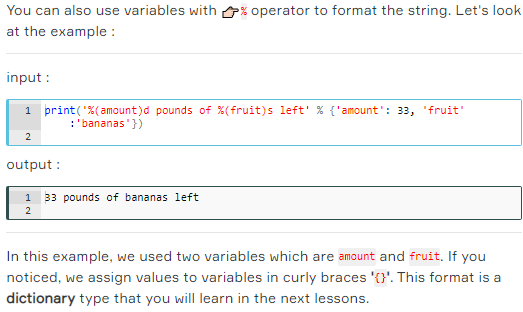 You can also use variables with 👉% operator to format the string. Let's look
at the example :
input :
1 print('%(amount)d pounds of %(fruit)s left' % {'amount': 33, 'fruit'
:'bananas'})
2
output :
1 33 pounds of bananas left
2
In this example, we used two variables which are amount and fruit. If you
noticed, we assign values to variables in curly braces '{}'. This format is a
dictionary type that you will learn in the next lessons.